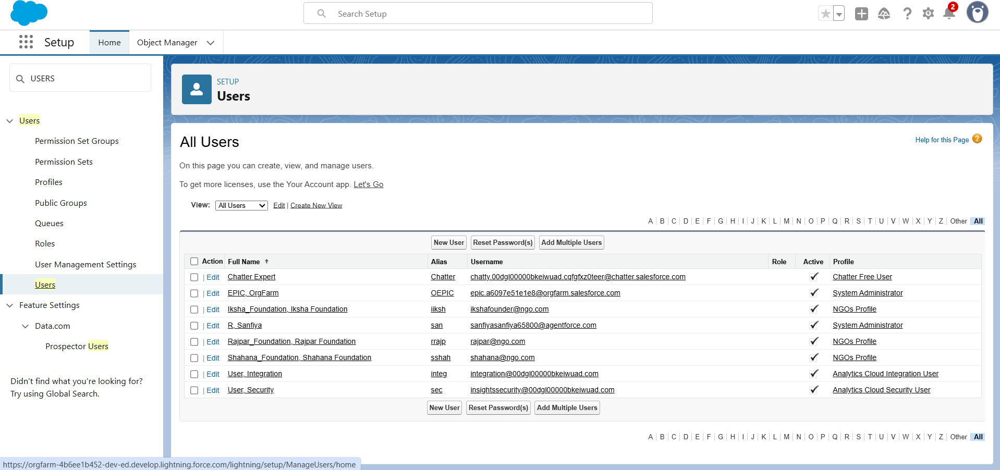 Search Setup
2
Setup
Home
Object Manager
USERS
Users
Permission Set Groups
Permission Sets
Profiles
Public Groups
Queues
Roles
User Management Settings
Users
Feature Settings
Data.com
Prospector Users
Didn't find what you're looking for?
Try using Global Search.
SETUP
Users
All Users
Help for this Page ?
On this page you can create, view, and manage users.
To get more licenses, use the Your Account app. Let's Go
View: All Users Edit | Create New View
A | B | C | D | E | F | G | H | I | J | K | L | M | N | O | P | Q | R | S | T | U | V | W | X | Y | Z | Other | All
New User Reset Password(s) Add Multiple Users
Action Full Name ↑ Alias Username Role Active Profile
| Edit Chatter Expert Chatter chatty.00dgl00000bkeiwuad.cqfgfxz0teer@chatter.salesforce.com ✓ Chatter Free User
| Edit EPIC, OrgFarm OEPIC epic.a6097e51e1e8@orgfarm.salesforce.com ✓ System Administrator
| Edit Iksha_Foundation, Iksha Foundation iiksh ikshafounder@ngo.com ✓ NGOs Profile
| Edit R, Sanfiya san sanfiyasanfiya65800@agentforce.com ✓ System Administrator
| Edit Rajpar_Foundation, Rajpar Foundation rrajp rajpar@ngo.com ✓ NGOs Profile
| Edit Shahana_Foundation, Shahana Foundation sshah shahana@ngo.com ✓ NGOs Profile
| Edit User, Integration integ integration@00dgl00000bkeiwuad.com ✓ Analytics Cloud Integration User
| Edit User, Security sec insightssecurity@00dgl00000bkeiwuad.com ✓ Analytics Cloud Security User
New User Reset Password(s) Add Multiple Users
A | B | C | D | E | F | G | H | I | J | K | L | M | N | O | P | Q | R | S | T | U | V | W | X | Y | Z | Other | All
https://orgfarm-4b6ee1b452-dev-ed.develop.lightning.force.com/lightning/setup/ManageUsers/home